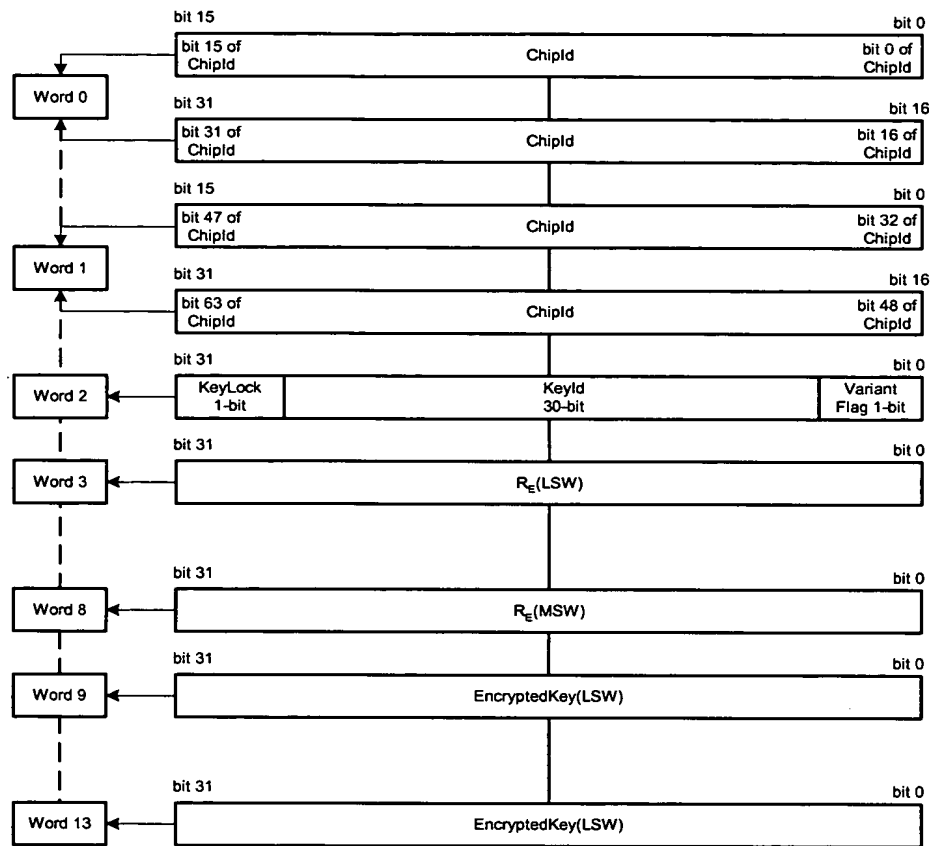 bit 15
bit 0
bit 15 of
ChipId
ChipId
bit 0 of
ChipId
Word 0
bit 31
bit 16
bit 31 of
ChipId
ChipId
bit 16 of
ChipId
bit 15
bit 0
bit 47 of
ChipId
ChipId
bit 32 of
ChipId
Word 1
bit 31
bit 16
bit 63 of
ChipId
ChipId
bit 48 of
ChipId
bit 31
bit 0
Word 2
KeyLock
1-bit
KeyId
30-bit
Variant
Flag 1-bit
bit 31
bit 0
Word 3
RE(LSW)
bit 31
bit 0
Word 8
RE(MSW)
bit 31
bit 0
Word 9
EncryptedKey(LSW)
bit 31
bit 0
Word 13
EncryptedKey(LSW)